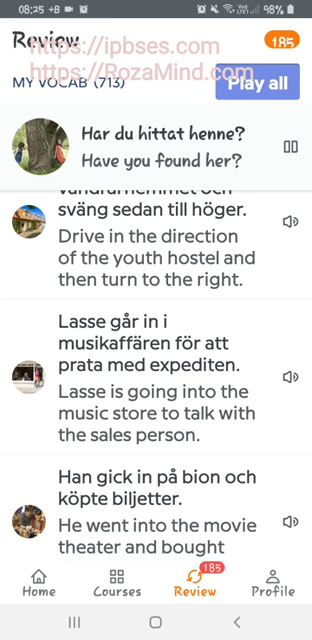 08:25
98%
Review
185
https://ipbses.com
https://RozaMind.com
MY VOCAB (713)
Play all
Har du hittat henne?
Have you found her?
vandrarhemmet och
sväng sedan till höger.
Drive in the direction
of the youth hostel and
then turn to the right.
Lasse går in i
musikaffären för att
prata med expediten.
Lasse is going into the
music store to talk with
the sales person.
Han gick in på bion och
köpte biljetter.
He went into the movie
theater and bought
185
Home
Courses
Review
Profile